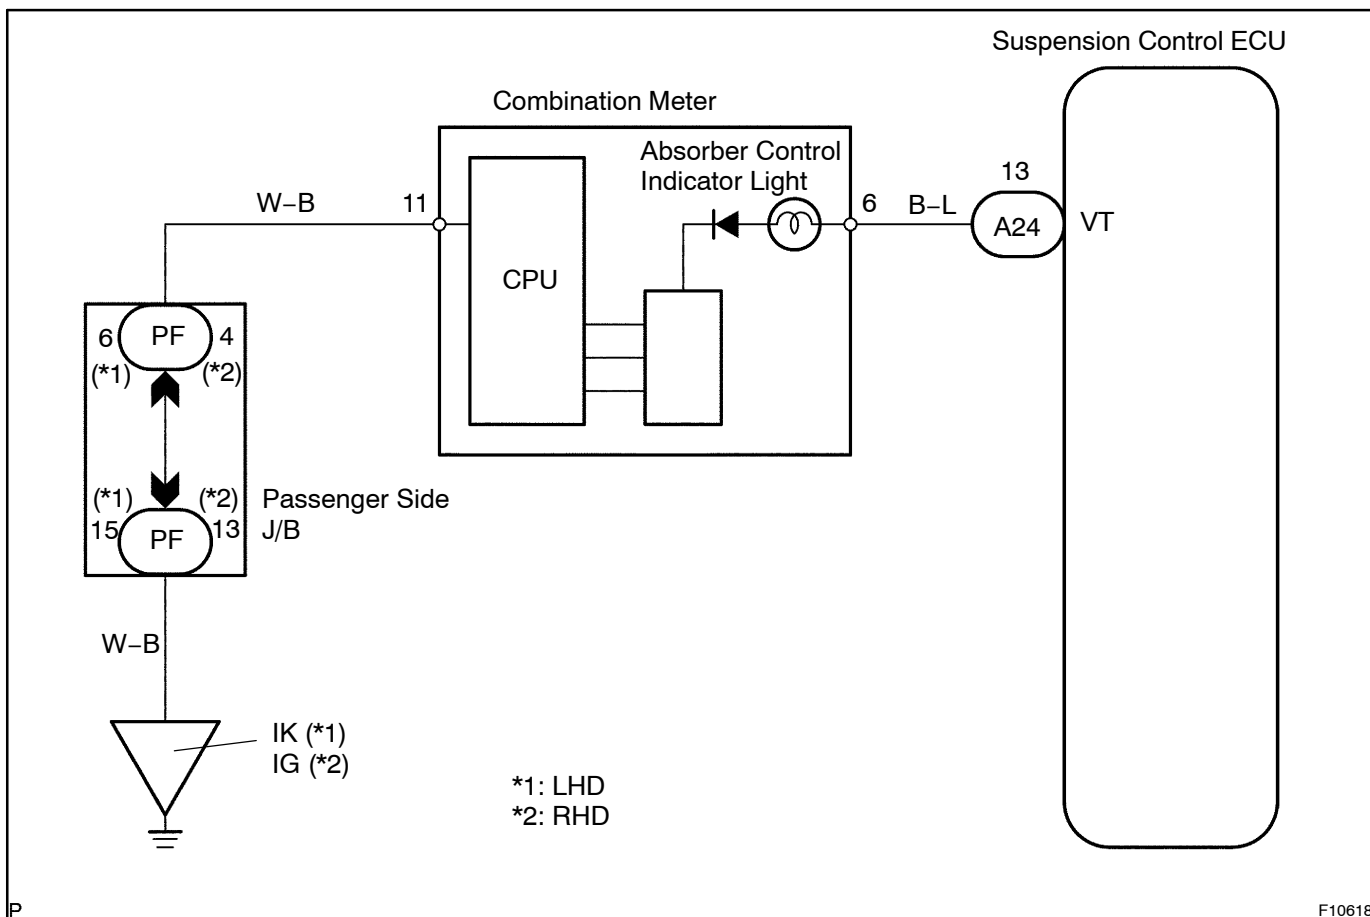 Suspension Control ECU
Combination Meter
Absorber Control
Indicator Light
13
W−B
11
6
B−L
A24
VT
CPU
6
PF
4
(*1)
(*2)
(*1)
(*2)
Passenger Side
J/B
15
PF
13
W−B
IK (*1)
IG (*2)
*1: LHD
*2: RHD
P
F10618